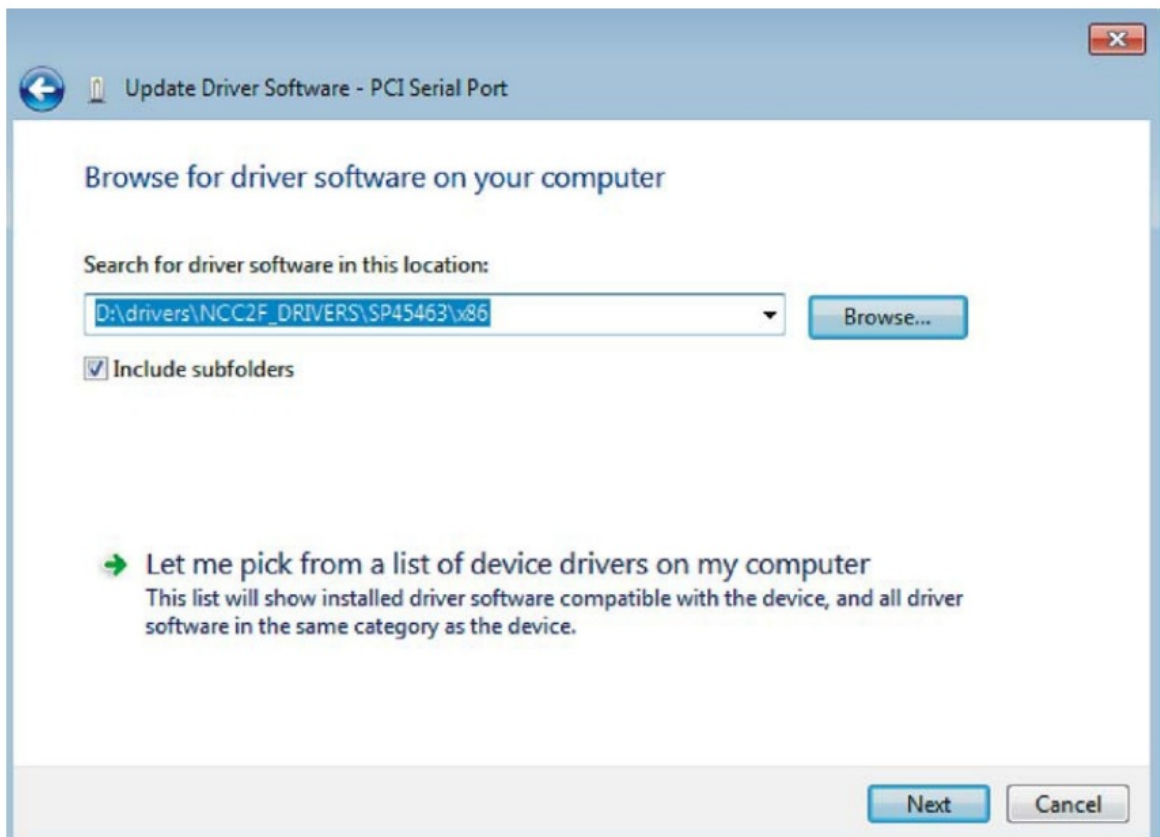 Update Driver Software - PCI Serial Port
Browse for driver software on your computer
Search for driver software in this location:
D:\drivers\NCC2F_DRIVERS\SP45463\x86
Browse...
Include subfolders
Let me pick from a list of device drivers on my computer
This list will show installed driver software compatible with the device, and all driver
software in the same category as the device.
Next
Cancel